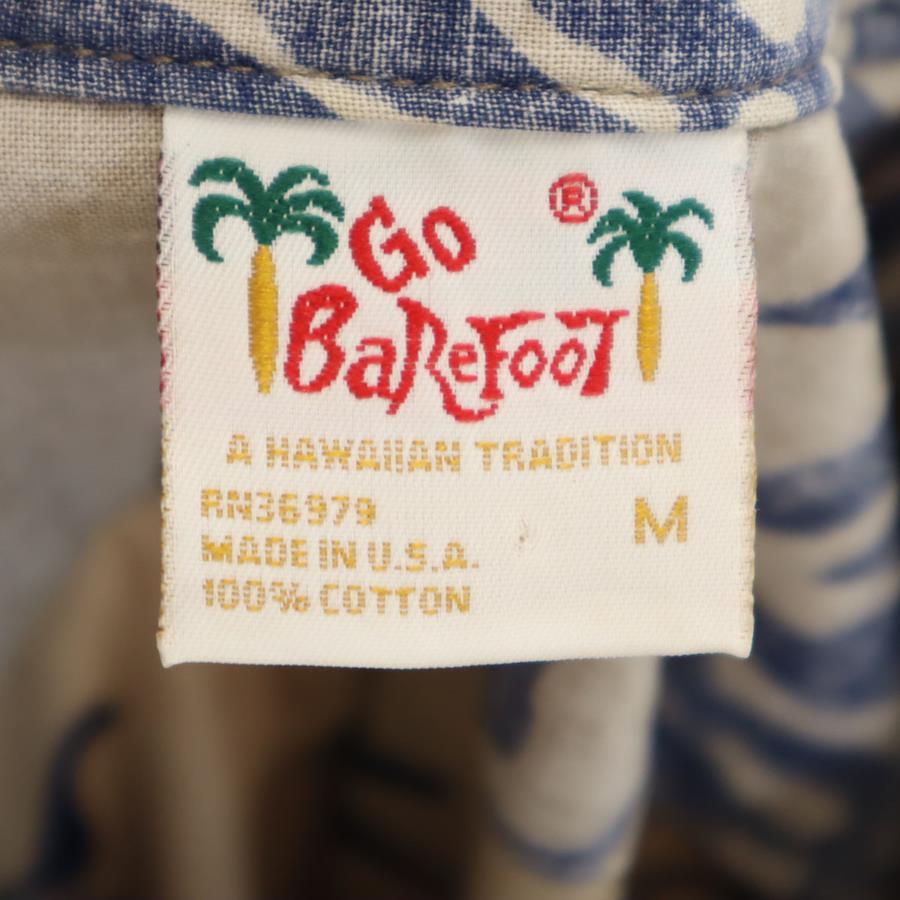 Go ®
BaReFooT
A HAWAIIAN TRADITION
RN36979
M
MADE IN U.S.A.
100% COTTON